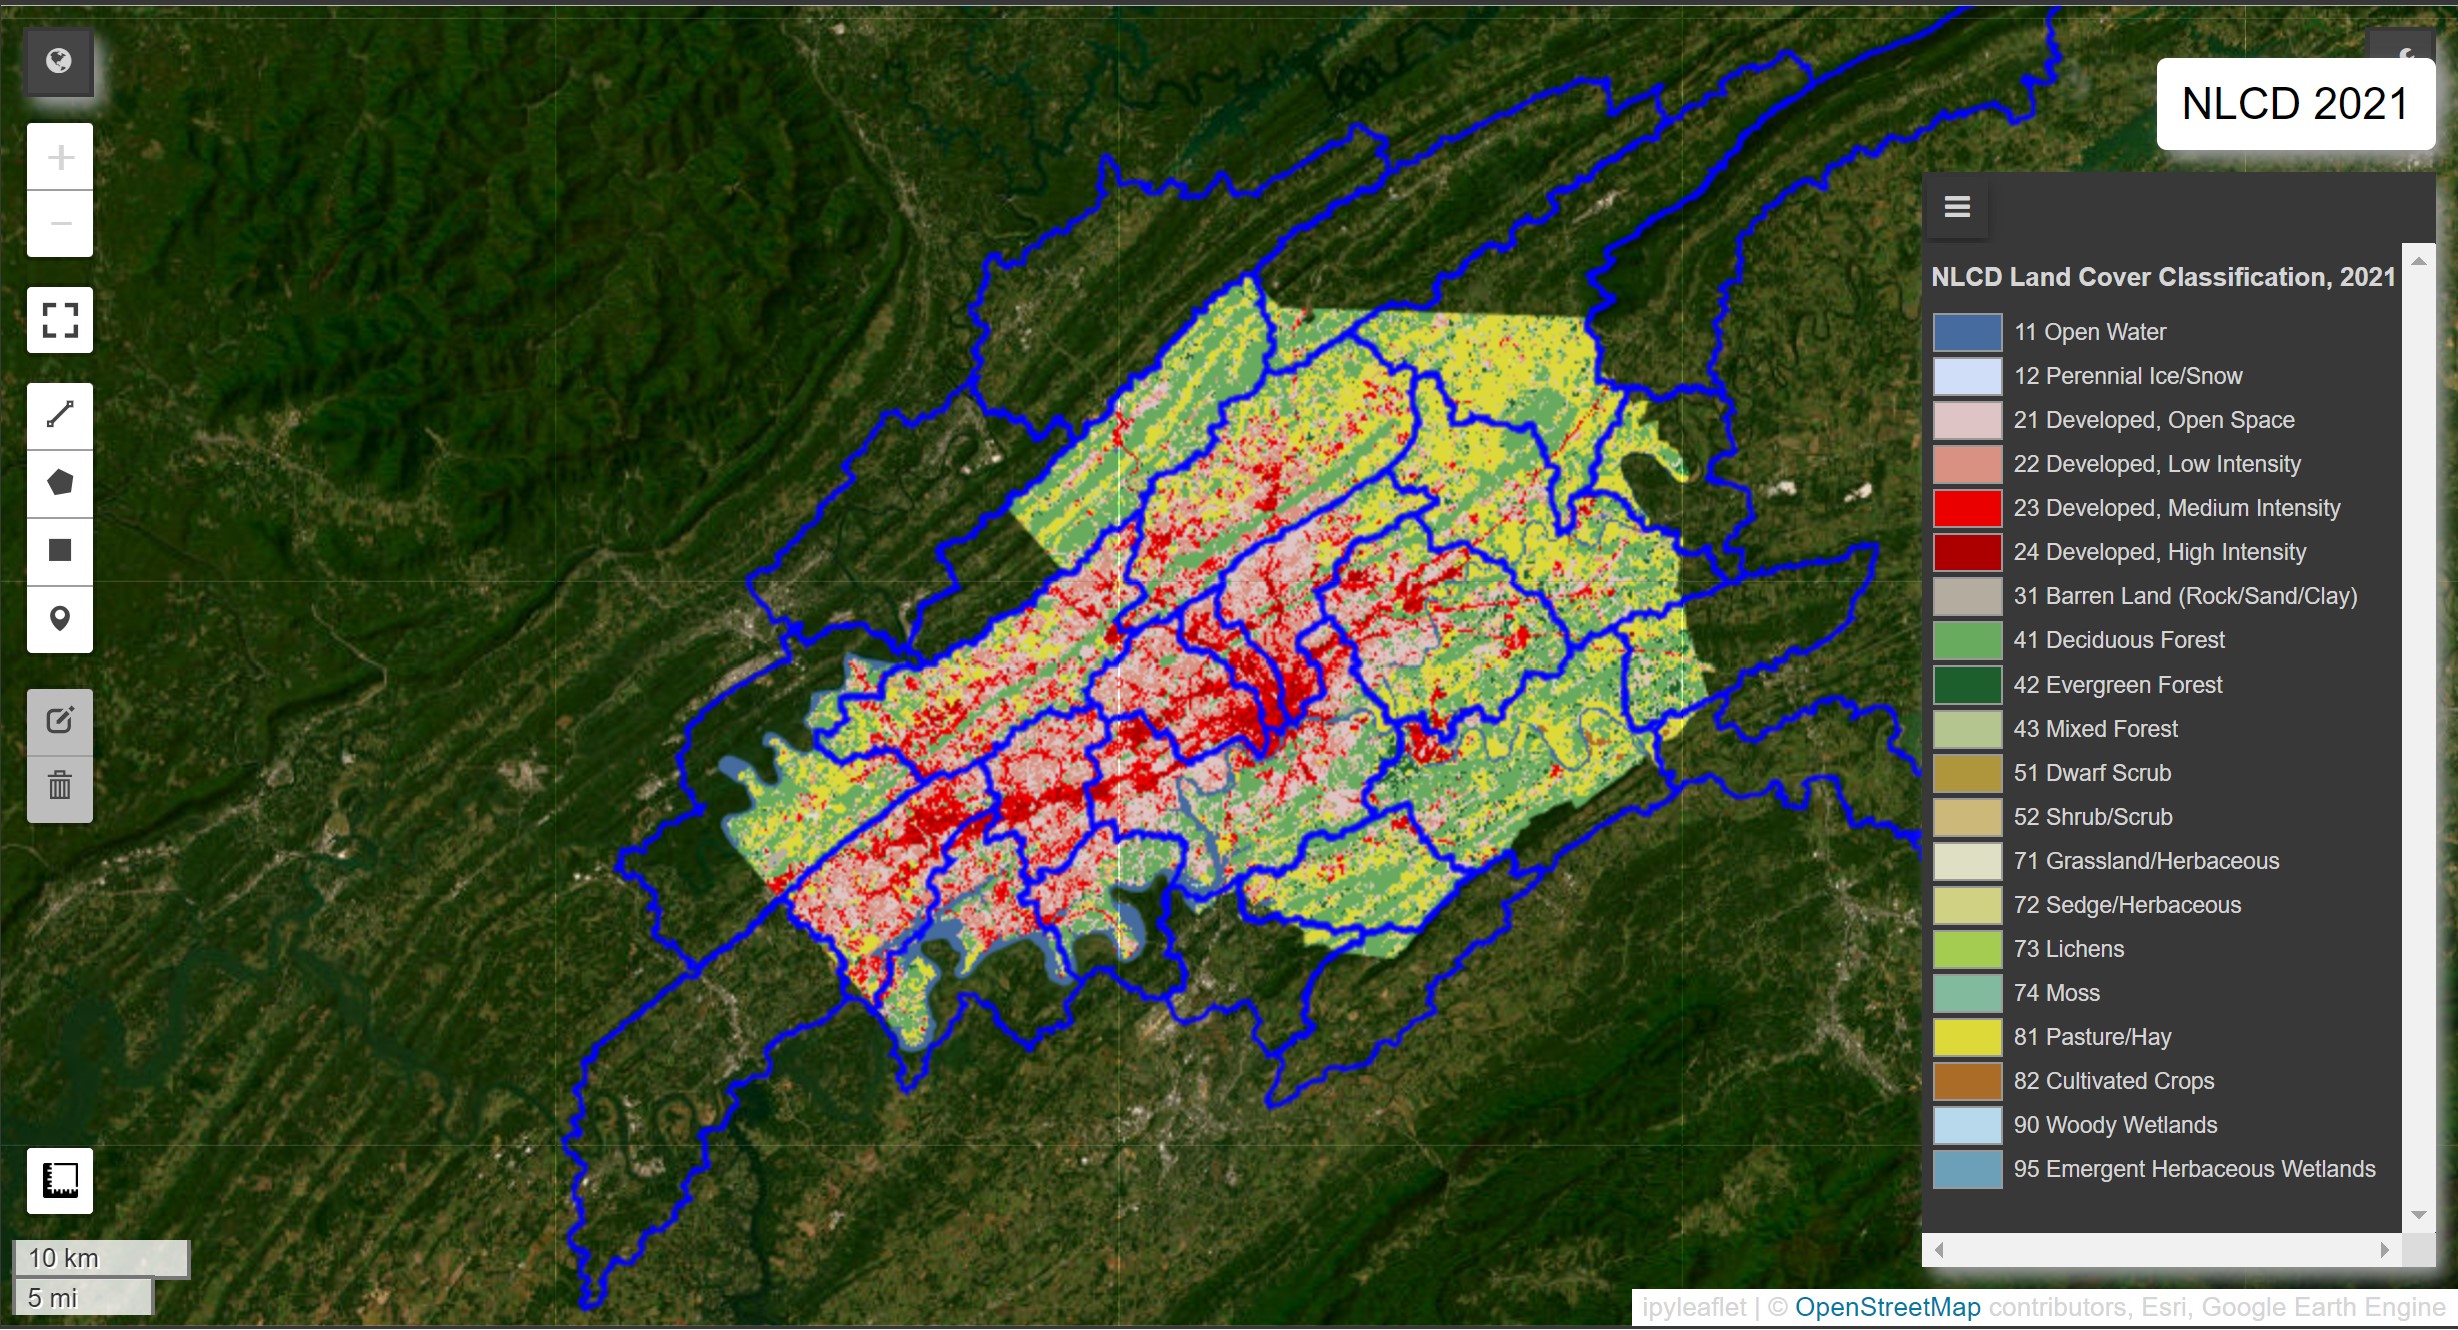 NLCD 2021
NLCD Land Cover Classification, 2021
11 Open Water
12 Perennial Ice/Snow
21 Developed, Open Space
22 Developed, Low Intensity
23 Developed, Medium Intensity
24 Developed, High Intensity
31 Barren Land (Rock/Sand/Clay)
41 Deciduous Forest
42 Evergreen Forest
43 Mixed Forest
51 Dwarf Scrub
52 Shrub/Scrub
71 Grassland/Herbaceous
72 Sedge/Herbaceous
73 Lichens
74 Moss
81 Pasture/Hay
82 Cultivated Crops
90 Woody Wetlands
95 Emergent Herbaceous Wetlands
10 km
5 mi
ipyleaflet | © OpenStreetMap contributors, Esri, Google Earth Engine